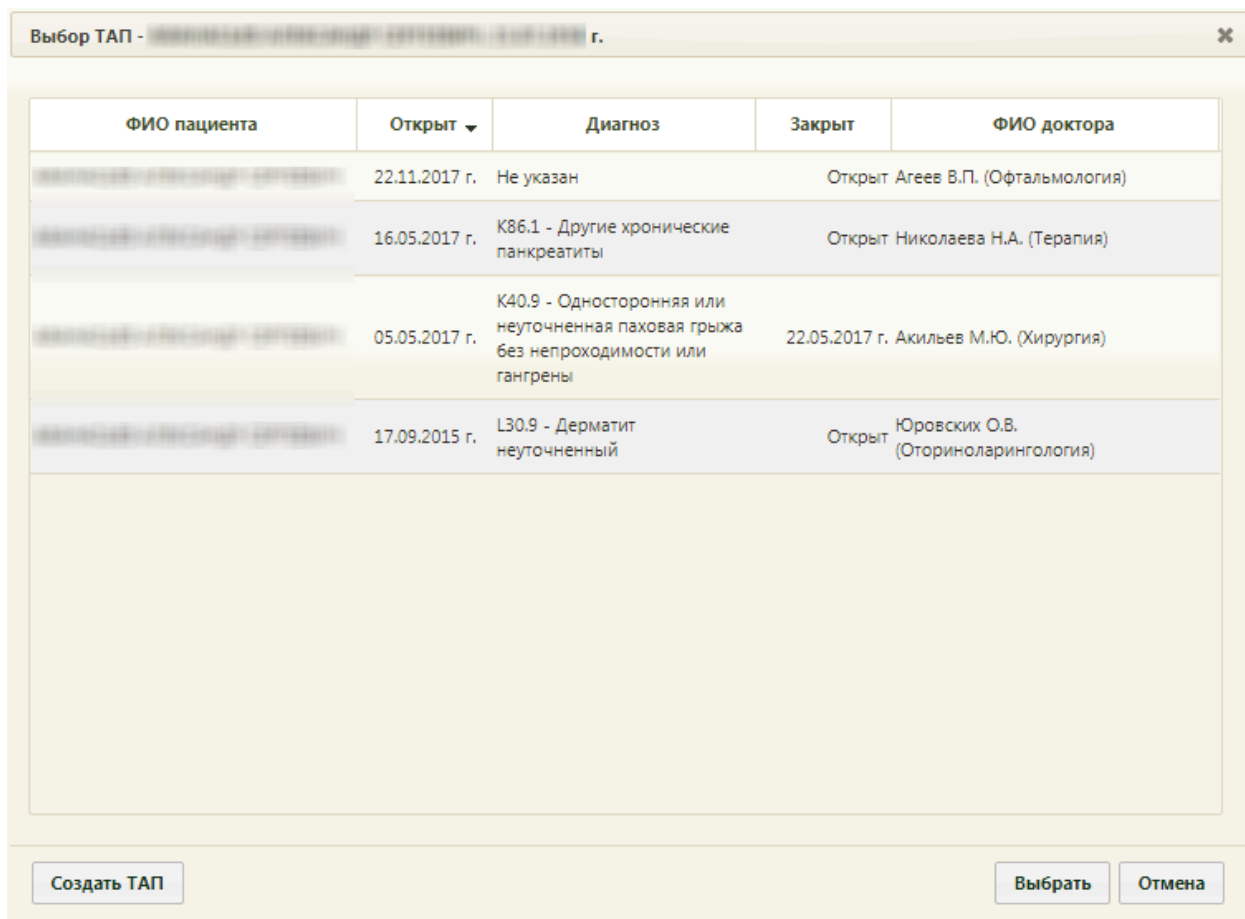 Выбор ТАП - г.
ФИО пациента Открыт Диагноз Закрыт ФИО доктора
22.11.2017 г. Не указан Открыт Агеев В.П. (Офтальмология)
16.05.2017 г. K86.1 - Другие хронические
панкреатиты
Открыт Николаева Н.А. (Терапия)
05.05.2017 г. K40.9 - Односторонняя или
неуточненная паховая грыжа
без непроходимости или
гангрены
22.05.2017 г. Акильев М.Ю. (Хирургия)
17.09.2015 г. L30.9 - Дерматит
неуточненный
Открыт Юровских О.В.
(Оториноларингология)
Создать ТАП Выбрать Отмена